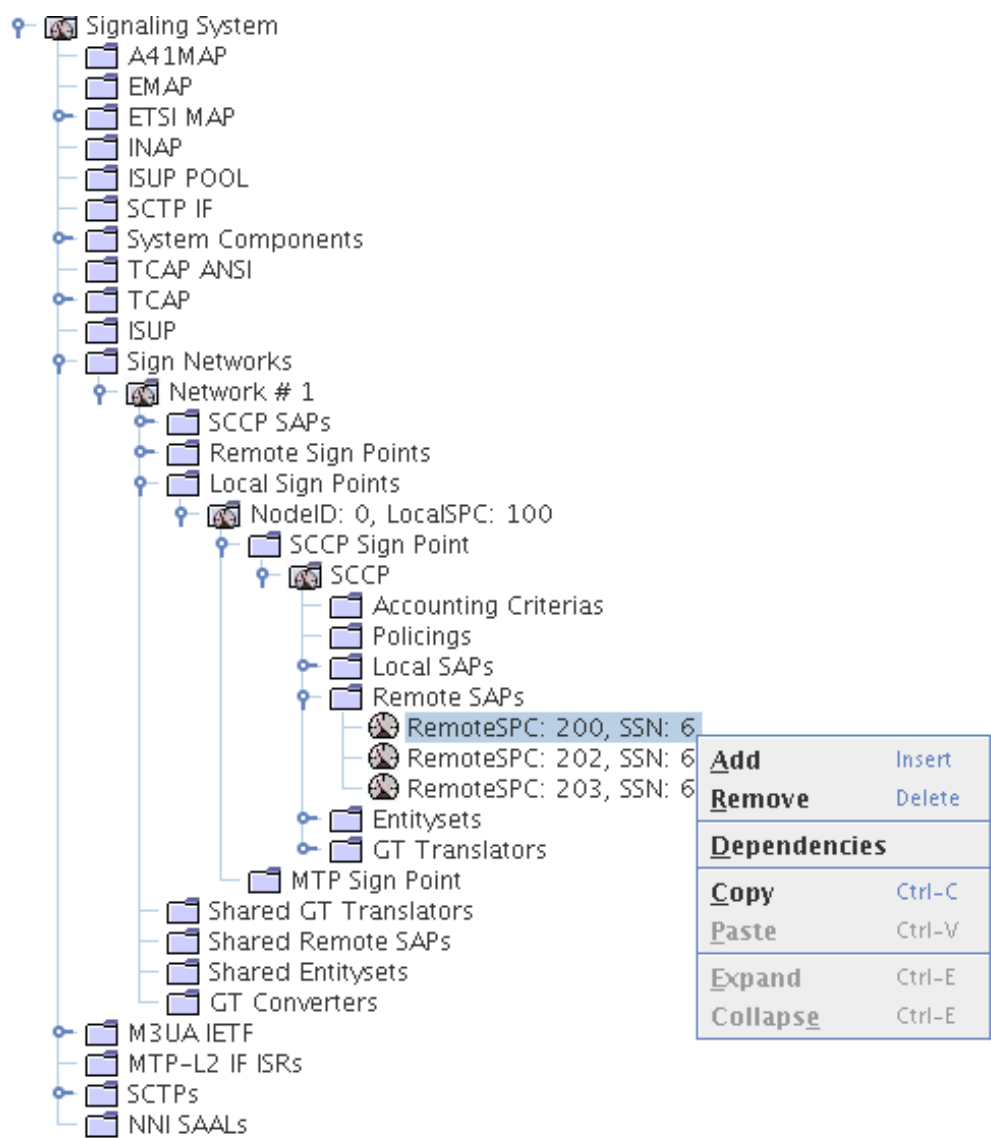 Signaling System
A41MAP
EMAP
ETSI MAP
INAP
ISUP POOL
SCTP IF
System Components
TCAP ANSI
TCAP
ISUP
Sign Networks
Network # 1
SCCP SAPs
Remote Sign Points
Local Sign Points
NodeID: 0, LocalSPC: 100
SCCP Sign Point
SCCP
Accounting Criterias
Policings
Local SAPs
Remote SAPs
RemoteSPC: 200, SSN: 6
RemoteSPC: 202, SSN: 6
RemoteSPC: 203, SSN: 6
Entitysets
GT Translators
MTP Sign Point
Shared GT Translators
Shared Remote SAPs
Shared Entitysets
GT Converters
M3UA IETF
MTP-L2 IF ISRs
SCTPs
NNI SAALs
Add Insert
Remove Delete
Dependencies
Copy Ctrl-C
Paste Ctrl-V
Expand Ctrl-E
Collapse Ctrl-E